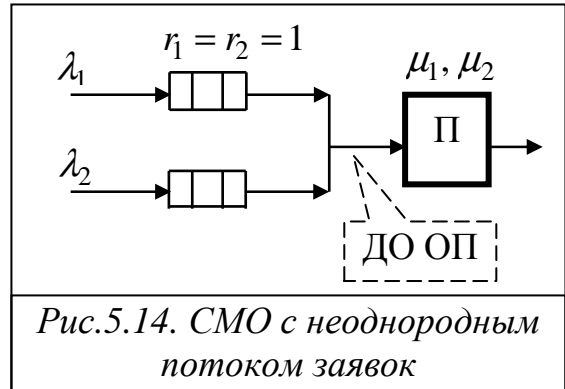 r₁ = r₂ = 1
λ₁
μ₁, μ₂
П
λ₂
ДО ОП
Рис.5.14. СМО с неоднородным
потоком заявок